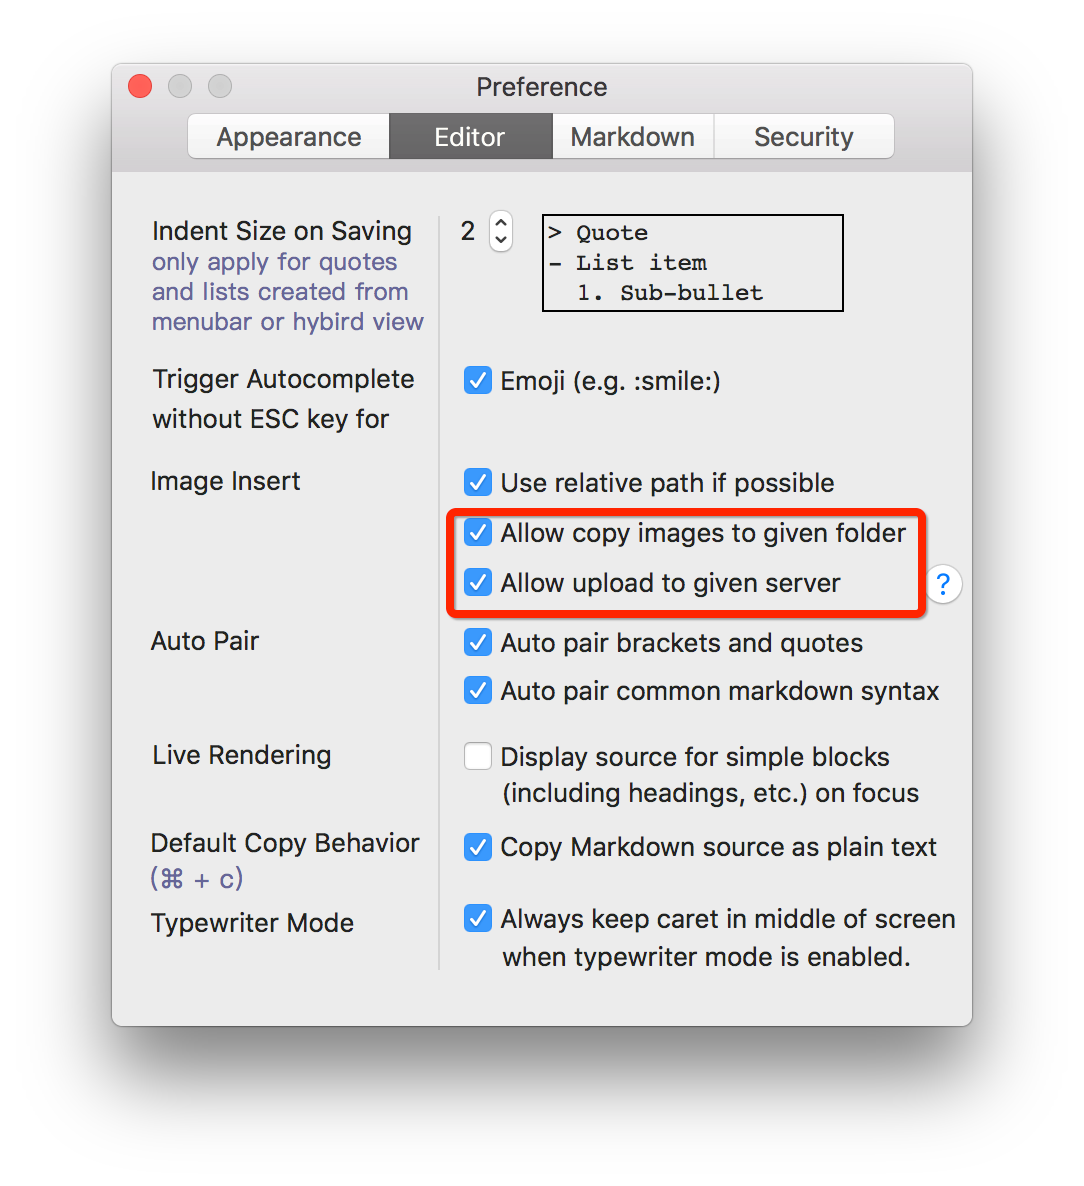 Preference
Appearance Editor Markdown Security
Indent Size on Saving 2
only apply for quotes
and lists created from
menubar or hybird view
> Quote
- List item
1. Sub-bullet
Trigger Autocomplete
without ESC key for
Emoji (e.g. :smile:)
Image Insert
Use relative path if possible
Allow copy images to given folder
Allow upload to given server ?
Auto Pair
Auto pair brackets and quotes
Auto pair common markdown syntax
Live Rendering
Display source for simple blocks
(including headings, etc.) on focus
Default Copy Behavior
(⌘ + c)
Copy Markdown source as plain text
Typewriter Mode
Always keep caret in middle of screen
when typewriter mode is enabled.